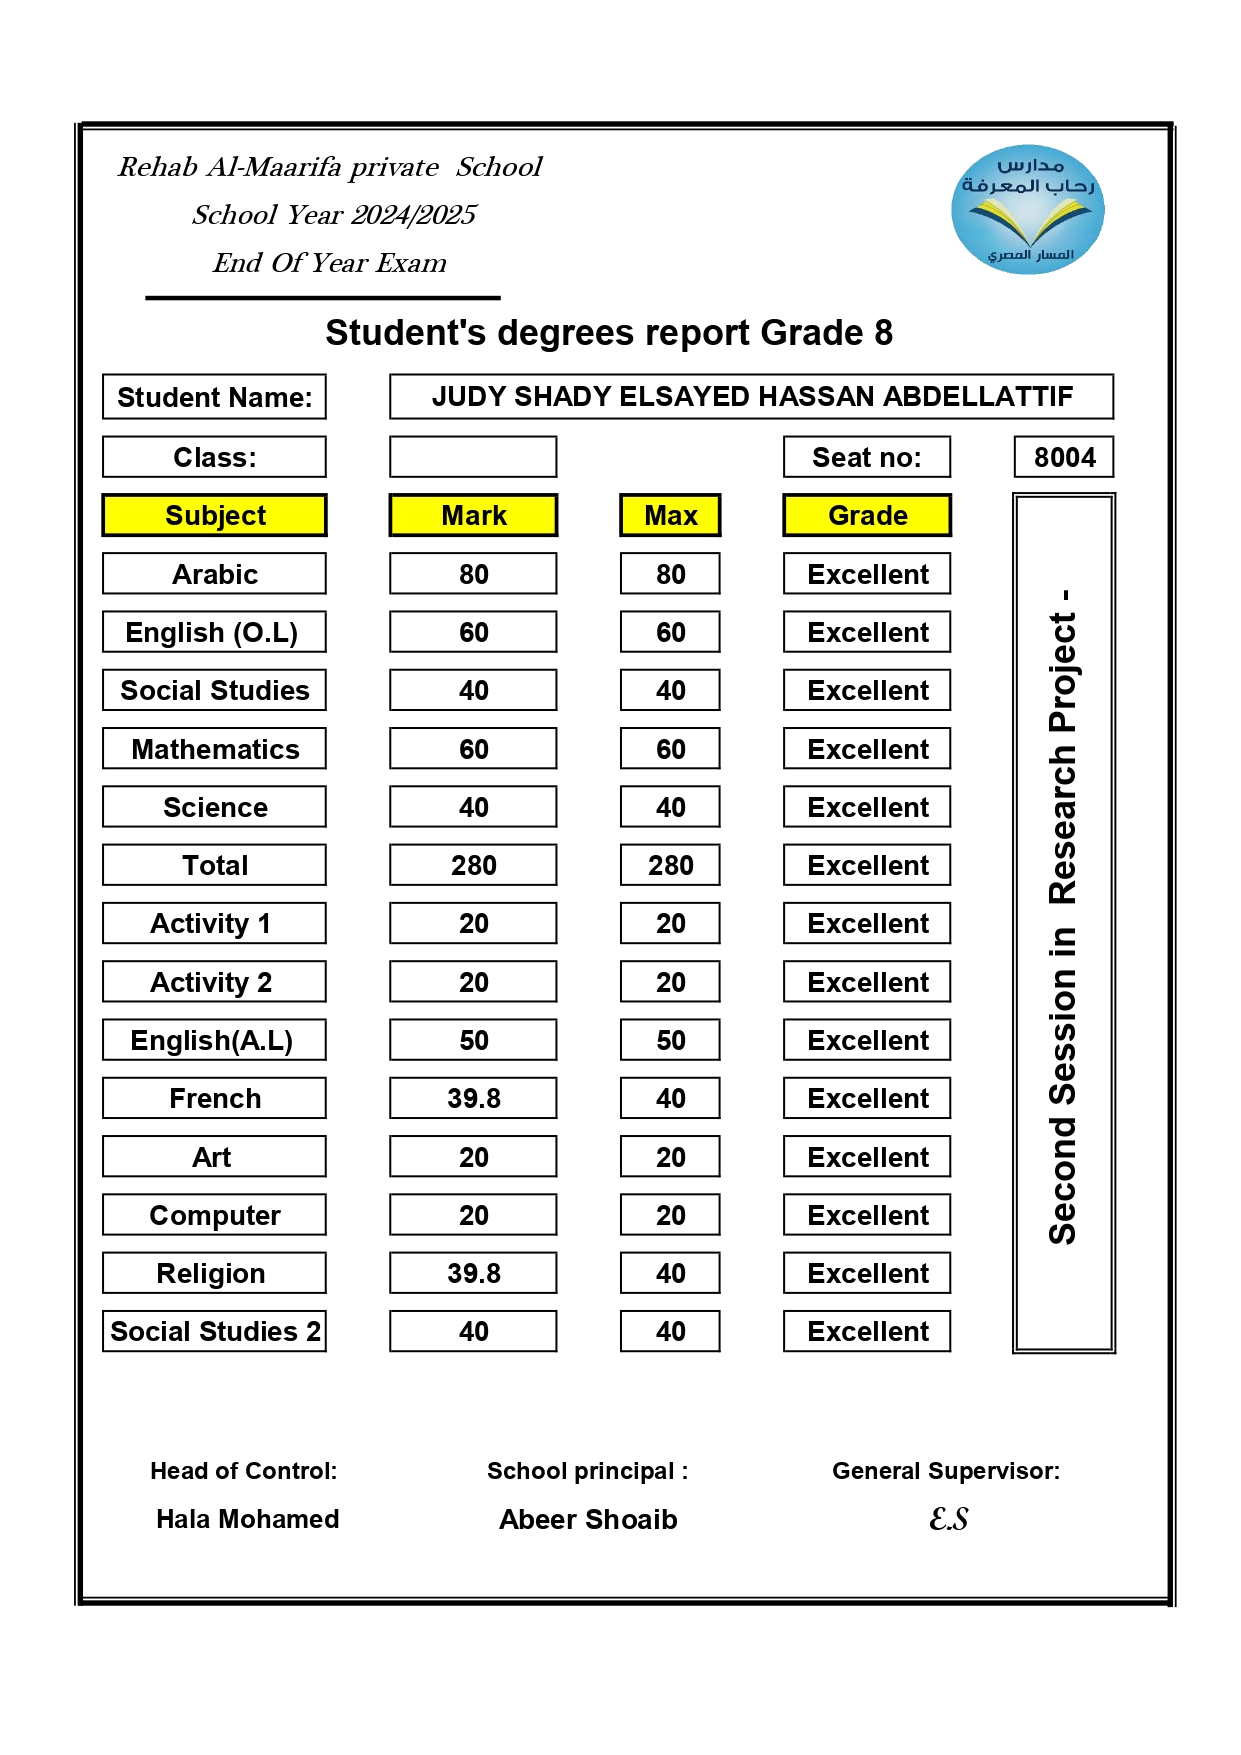 Rehab Al-Maarifa private School
School Year 2024/2025
End Of Year Exam
مدارس
رحاب المعرفة
المسار المصري
Student's degrees report Grade 8
Student Name: JUDY SHADY ELSAYED HASSAN ABDELLATTIF
Class: Seat no: 8004
Subject Mark Max Grade
Arabic 80 80 Excellent
English (O.L) 60 60 Excellent
Social Studies 40 40 Excellent
Mathematics 60 60 Excellent
Science 40 40 Excellent
Total 280 280 Excellent
Activity 1 20 20 Excellent
Activity 2 20 20 Excellent
English(A.L) 50 50 Excellent
French 39.8 40 Excellent
Art 20 20 Excellent
Computer 20 20 Excellent
Religion 39.8 40 Excellent
Social Studies 2 40 40 Excellent
Second Session in Research Project -
Head of Control: School principal : General Supervisor:
Hala Mohamed Abeer Shoaib E.S